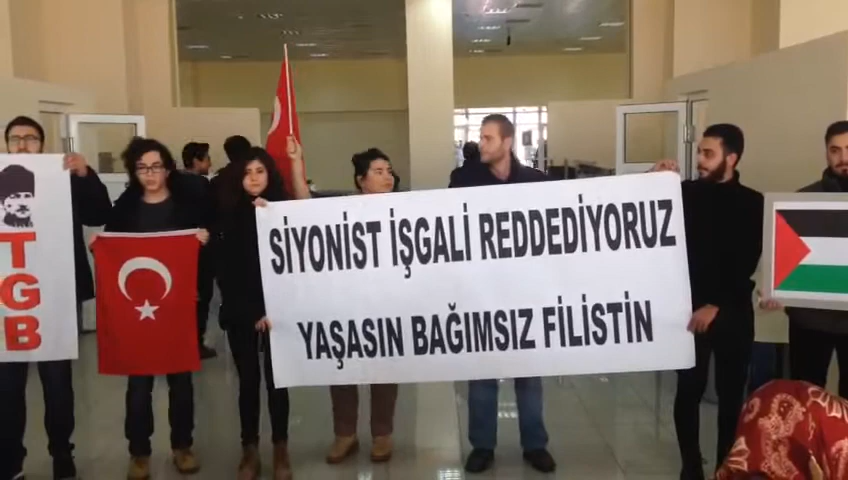 TGB
SİYONİST İŞGALİ REDDEDİYORUZ
YAŞASIN BAĞIMSIZ FİLİSTİN